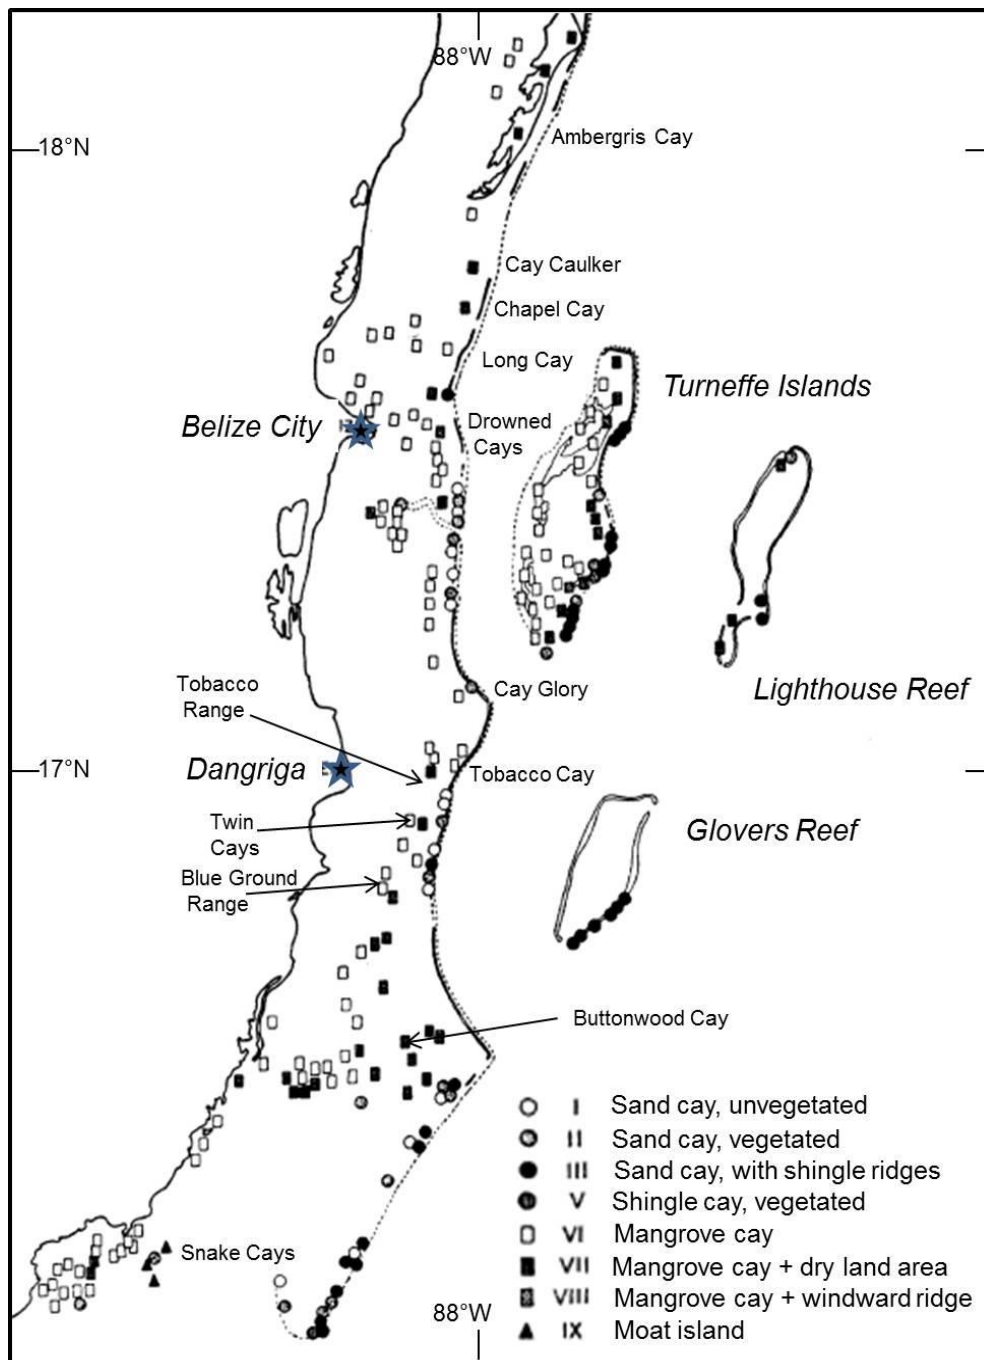 88°W
18°N
Ambergris Cay
Cay Caulker
Chapel Cay
Long Cay
Turneffe Islands
Belize City
Drowned
Cays
Lighthouse Reef
Tobacco
Range
Cay Glory
17°N
Dangriga
Tobacco Cay
Twin
Cays
Glovers Reef
Blue Ground
Range
Buttonwood Cay
I Sand cay, unvegetated
II Sand cay, vegetated
III Sand cay, with shingle ridges
V Shingle cay, vegetated
VI Mangrove cay
VII Mangrove cay + dry land area
VIII Mangrove cay + windward ridge
IX Moat island
Snake Cays
88°W